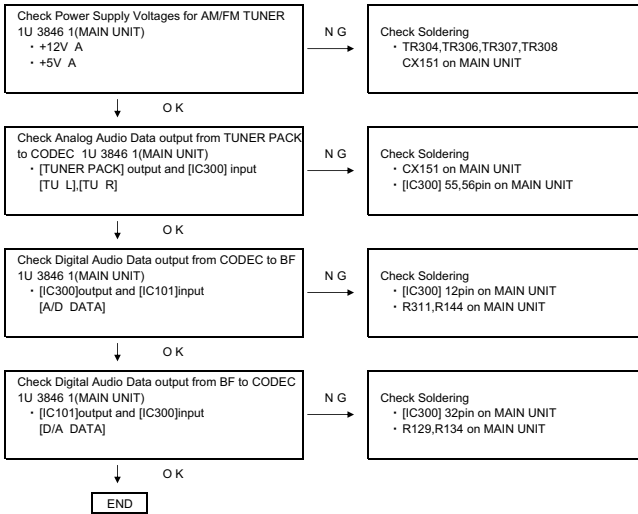 Check Power Supply Voltages for AM/FM TUNER
1U 3846 1(MAIN UNIT)
・ +12V A
・ +5V A
N G
Check Soldering
・ TR304,TR306,TR307,TR308
CX151 on MAIN UNIT
O K
Check Analog Audio Data output from TUNER PACK
to CODEC 1U 3846 1(MAIN UNIT)
・ [TUNER PACK] output and [IC300] input
[TU L],[TU R]
N G
Check Soldering
・ CX151 on MAIN UNIT
・ [IC300] 55,56pin on MAIN UNIT
O K
Check Digital Audio Data output from CODEC to BF
1U 3846 1(MAIN UNIT)
・ [IC300]output and [IC101]input
[A/D DATA]
N G
Check Soldering
・ [IC300] 12pin on MAIN UNIT
・ R311,R144 on MAIN UNIT
O K
Check Digital Audio Data output from BF to CODEC
1U 3846 1(MAIN UNIT)
・ [IC101]output and [IC300]input
[D/A DATA]
N G
Check Soldering
・ [IC300] 32pin on MAIN UNIT
・ R129,R134 on MAIN UNIT
O K
END